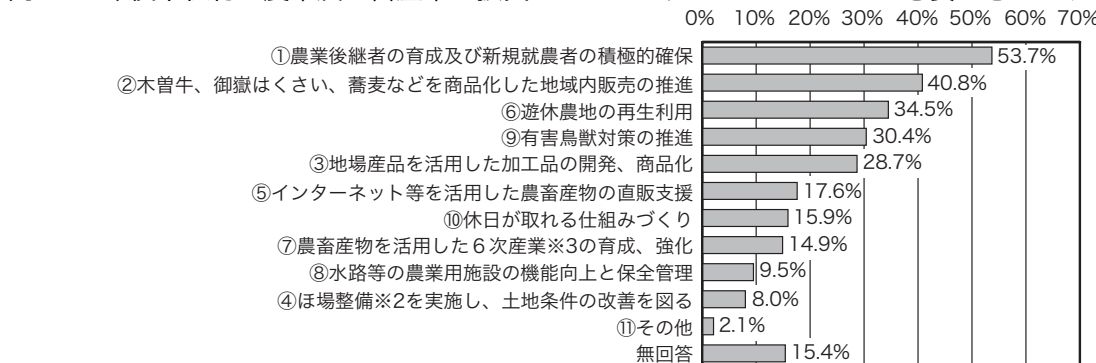 0% 10% 20% 30% 40% 50% 60% 70%
①農業後継者の育成及び新規就農者の積極的確保 53.7%
②木曽牛、御嶽はくさい、蕎麦などを商品化した地域内販売の推進 40.8%
⑥遊休農地の再生利用 34.5%
⑨有害鳥獣対策の推進 30.4%
③地場産品を活用した加工品の開発、商品化 28.7%
⑤インターネット等を活用した農畜産物の直販支援 17.6%
⑩休日が取れる仕組みづくり 15.9%
⑦農畜産物を活用した6次産業※3の育成、強化 14.9%
⑧水路等の農業用施設の機能向上と保全管理 9.5%
④ほ場整備※2を実施し、土地条件の改善を図る 8.0%
⑪その他 2.1%
無回答 15.4%